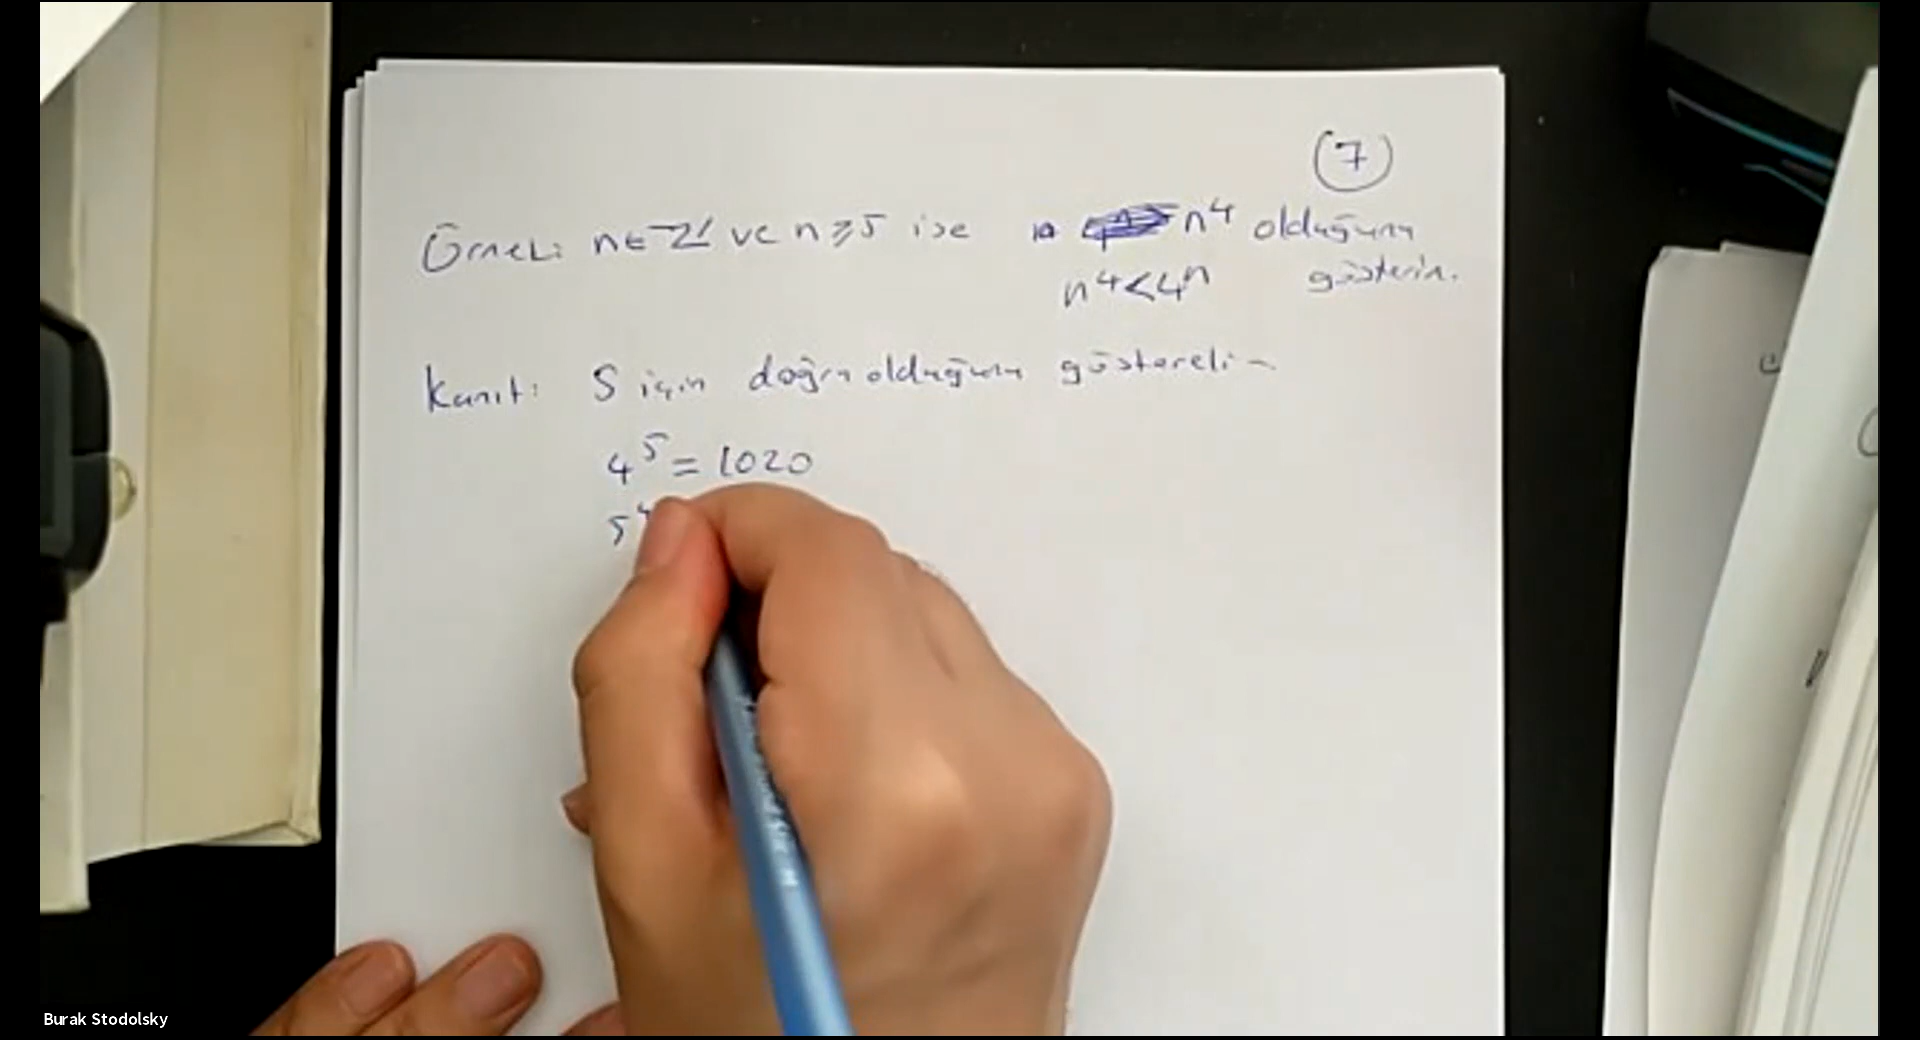 (7)
Örnek: n∈Z ve n⩾5 ise n⁴ olduğunu
n⁴<4ⁿ gösterin.
Kanıt: 5 için doğru olduğunu gösterelim
4⁵ = 1020
5⁴
Burak Stodolsky